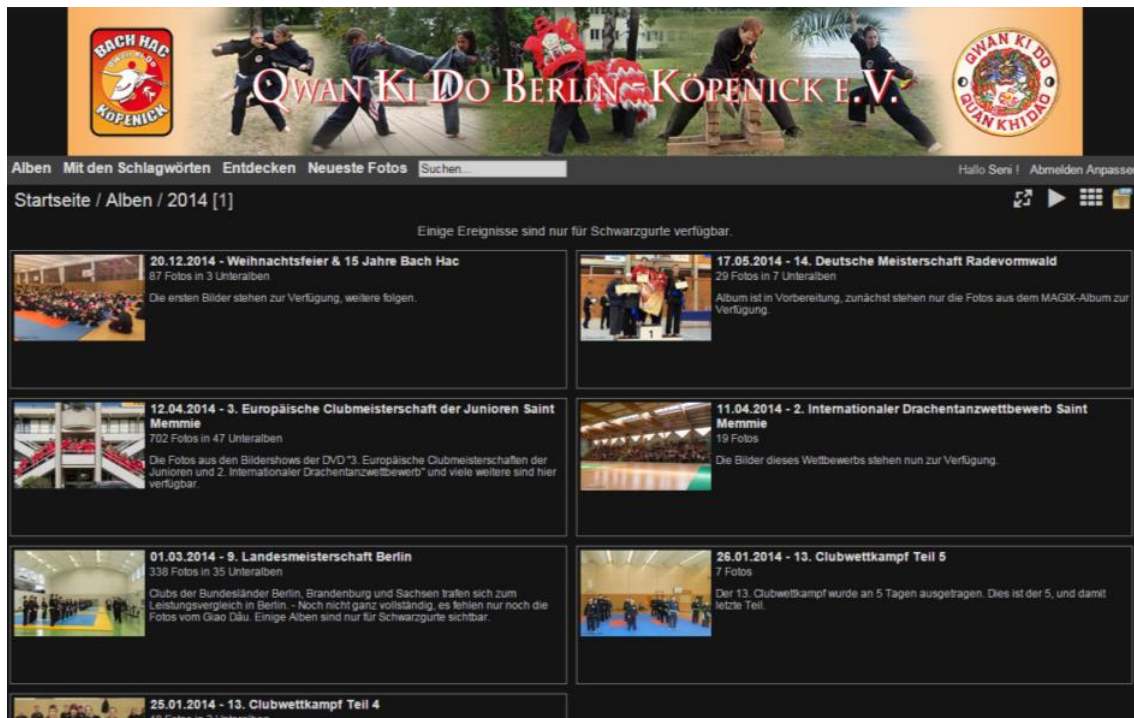 BACH HAC
QWAN KI DO
KÖPENICK
QWAN KI DO BERLIN - KÖPENICK E.V.
QWAN KI DO
QUAN KHI DAO
Alben Mit den Schlagwörten Entdecken Neueste Fotos Suchen...
Hallo Seni ! Abmelden Anpassen
Startseite / Alben / 2014 [1]
Einige Ereignisse sind nur für Schwarzgurte verfügbar.
20.12.2014 - Weihnachtsfeier & 15 Jahre Bach Hac
87 Fotos in 3 Unteralben
Die ersten Bilder stehen zur Verfügung, weitere folgen.
17.05.2014 - 14. Deutsche Meisterschaft Radevormwald
29 Fotos in 7 Unteralben
Album ist in Vorbereitung, zunächst stehen nur die Fotos aus dem MAGIX-Album zur
Verfügung.
1
12.04.2014 - 3. Europäische Clubmeisterschaft der Junioren Saint
Memmie
702 Fotos in 47 Unteralben
Die Fotos aus den Bildershows der DVD "3. Europäische Clubmeisterschaften der
Junioren und 2. Internationaler Drachentanzwettbewerb" und viele weitere sind hier
verfügbar.
11.04.2014 - 2. Internationaler Drachentanzwettbewerb Saint
Memmie
19 Fotos
Die Bilder dieses Wettbewerbs stehen nun zur Verfügung.
01.03.2014 - 9. Landesmeisterschaft Berlin
338 Fotos in 35 Unteralben
Clubs der Bundesländer Berlin, Brandenburg und Sachsen trafen sich zum
Leistungsvergleich in Berlin. - Noch nicht ganz vollständig, es fehlen nur noch die
Fotos vom Giao Dâu. Einige Alben sind nur für Schwarzgurte sichtbar.
26.01.2014 - 13. Clubwettkampf Teil 5
7 Fotos
Der 13. Clubwettkampf wurde an 5 Tagen ausgetragen. Dies ist der 5, und damit
letzte Teil.
25.01.2014 - 13. Clubwettkampf Teil 4